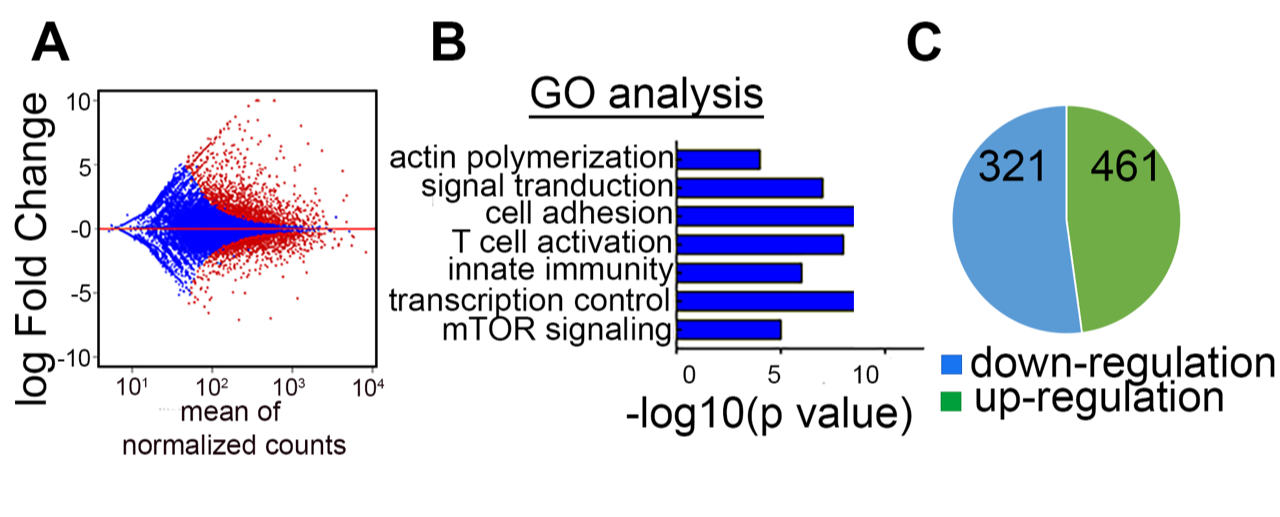 A
B
C
GO analysis
log Fold Change
10
5
-0
-5
-10
10¹
10²
10³
10⁴
mean of
normalized counts
actin polymerization
signal tranduction
cell adhesion
T cell activation
innate immunity
transcription control
mTOR signaling
0
5
10
-log10(p value)
321
461
down-regulation
up-regulation